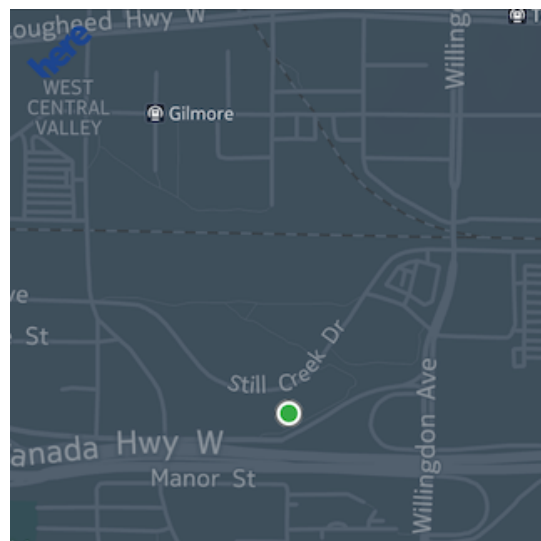 ougheed Hwy W
here
WEST
CENTRAL
VALLEY
Gilmore
Willing
ve
St
Still Creek Dr
anada Hwy W
Manor St
Willingdon Ave